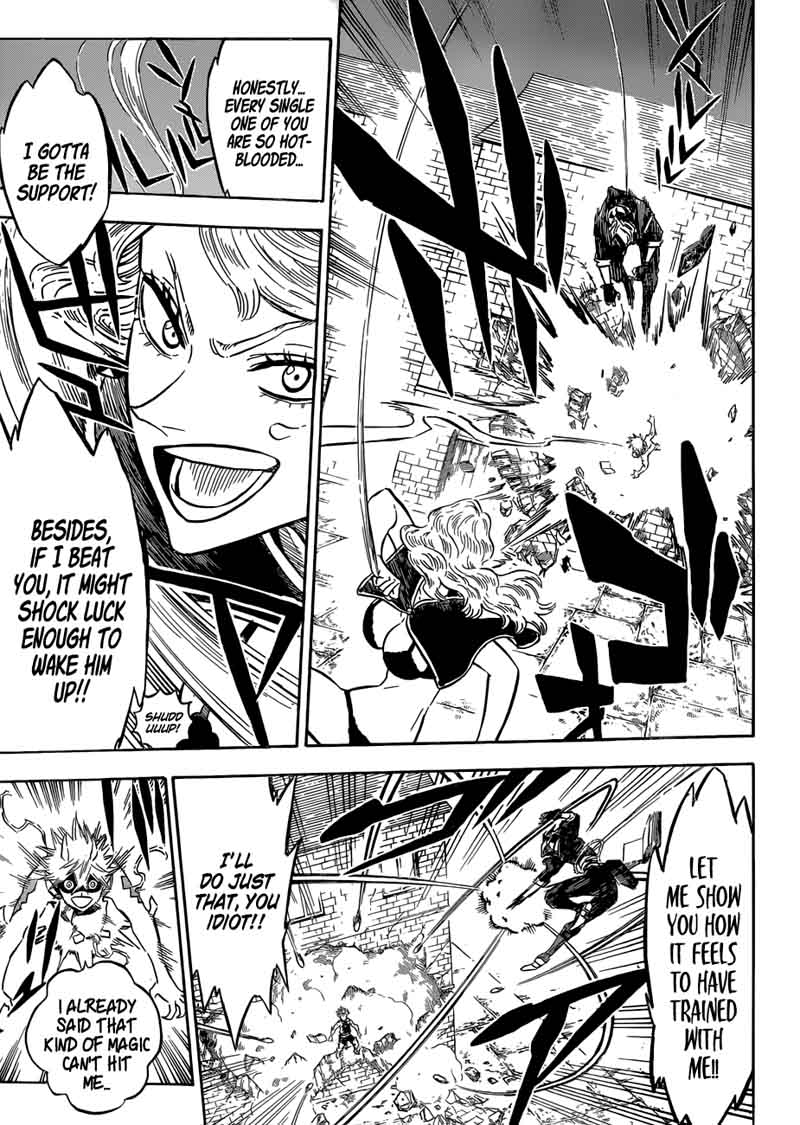 HONESTLY...
EVERY SINGLE
ONE OF YOU
ARE SO HOT-
BLOODED...
I GOTTA
BE THE
SUPPORT!
BESIDES,
IF I BEAT
YOU, IT MIGHT
SHOCK LUCK
ENOUGH TO
WAKE HIM
UP!!
SHUDD
UUUP!
LET
ME SHOW
YOU HOW
IT FEELS
TO HAVE
TRAINED
WITH
ME!!
I'LL
DO JUST
THAT, YOU
IDIOT!!
I ALREADY
SAID THAT
KIND OF MAGIC
CAN'T HIT
ME...